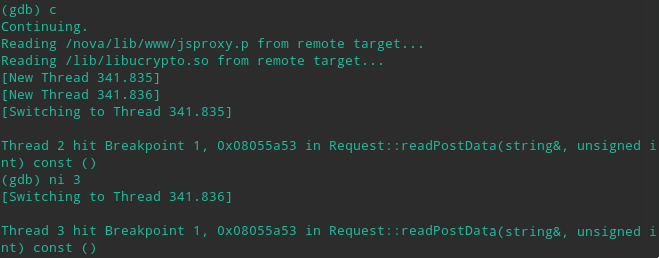 (gdb) c
Continuing.
Reading /nova/lib/www/jsproxy.p from remote target...
Reading /lib/libucrypto.so from remote target...
[New Thread 341.835]
[New Thread 341.836]
[Switching to Thread 341.835]
Thread 2 hit Breakpoint 1, 0x08055a53 in Request::readPostData(string&, unsigned i
nt) const ()
(gdb) ni 3
[Switching to Thread 341.836]
Thread 3 hit Breakpoint 1, 0x08055a53 in Request::readPostData(string&, unsigned i
nt) const ()